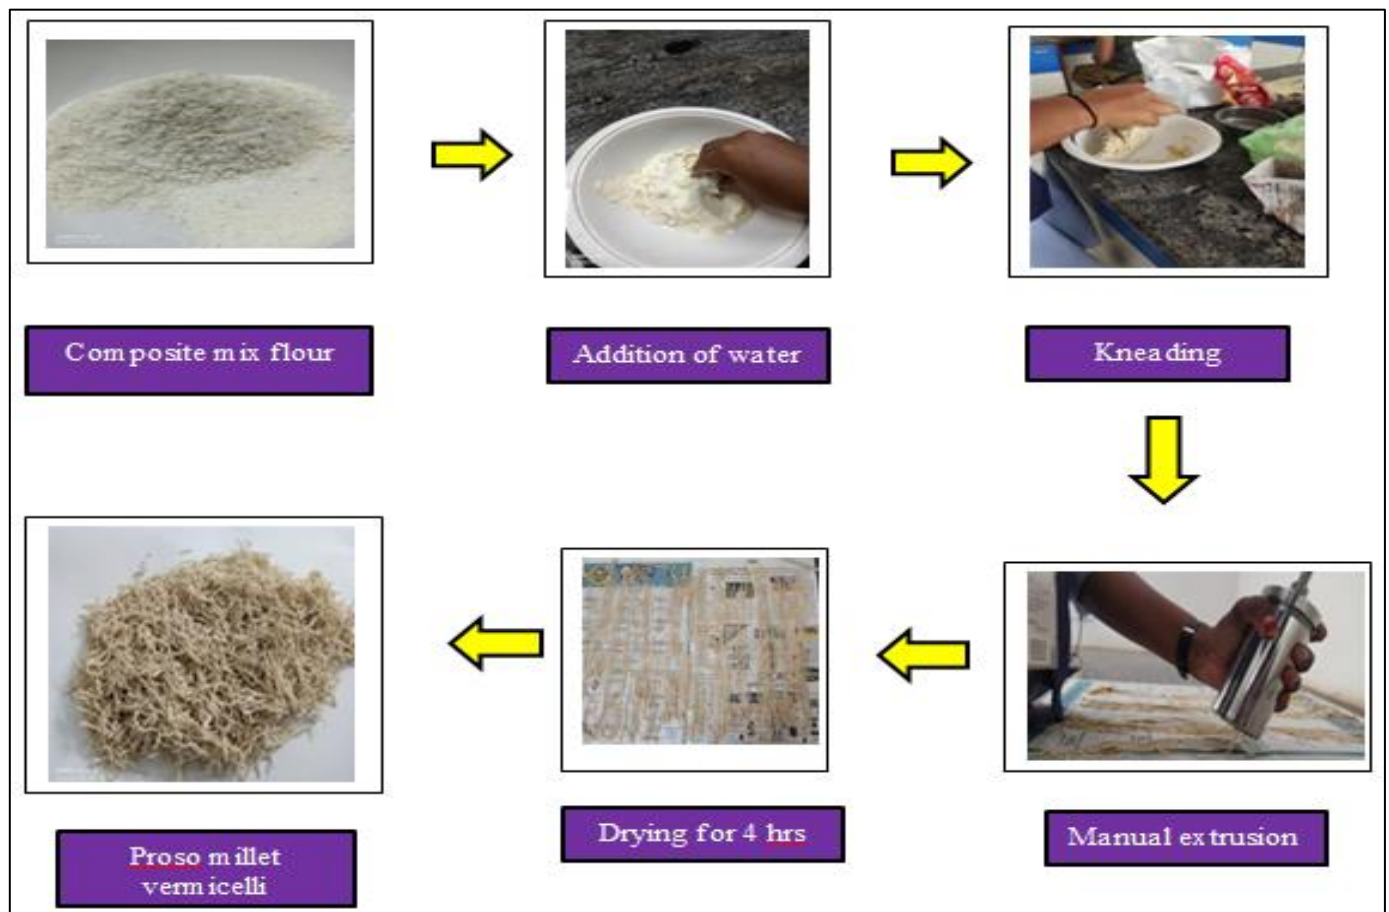 Composite mix flour
Addition of water
Kneading
Manual extrusion
Drying for 4 hrs
Proso millet
vermicelli